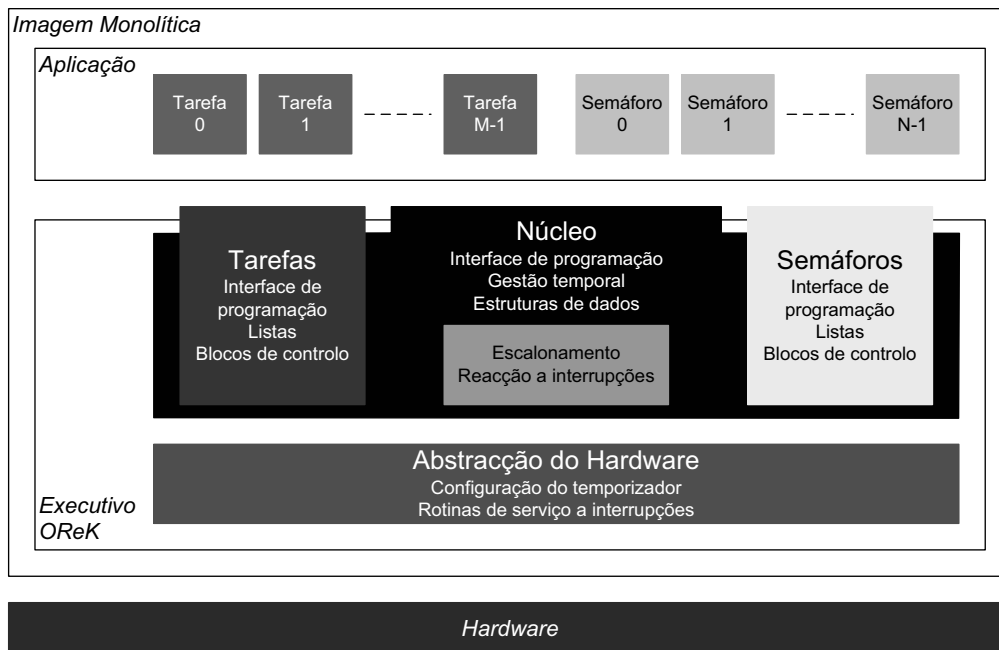 Imagem Monolítica
Aplicação
Tarefa
0
Tarefa
1
Tarefa
M-1
Semáforo
0
Semáforo
1
Semáforo
N-1
Tarefas
Interface de
programação
Listas
Blocos de controlo
Núcleo
Interface de programação
Gestão temporal
Estruturas de dados
Escalonamento
Reacção a interrupções
Semáforos
Interface de
programação
Listas
Blocos de controlo
Abstracção do Hardware
Configuração do temporizador
Rotinas de serviço a interrupções
Executivo
OReK
Hardware